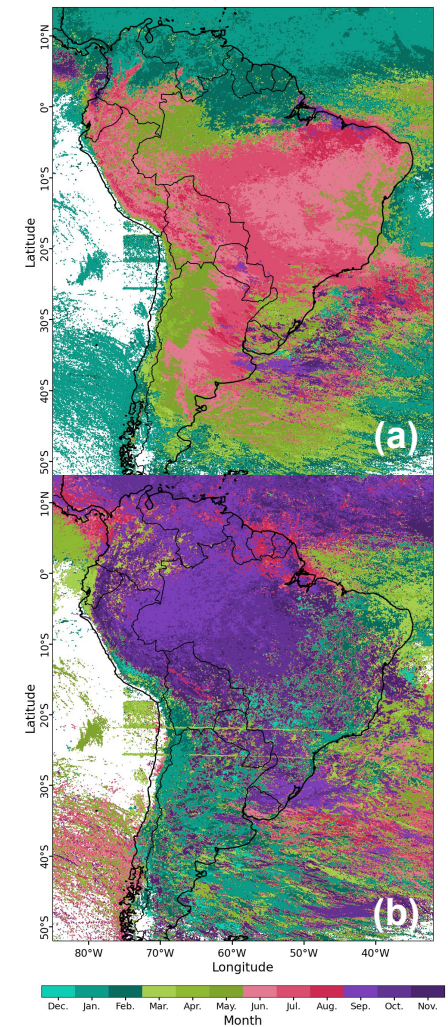 10°N
0°
10°S
20°S
30°S
40°S
50°S
Latitude
(a)
10°N
0°
10°S
20°S
30°S
40°S
50°S
Latitude
(b)
80°W 70°W 60°W 50°W 40°W
Longitude
Dec. Jan. Feb. Mar. Apr. May. Jun. Jul. Aug. Sep. Oct. Nov.
Month